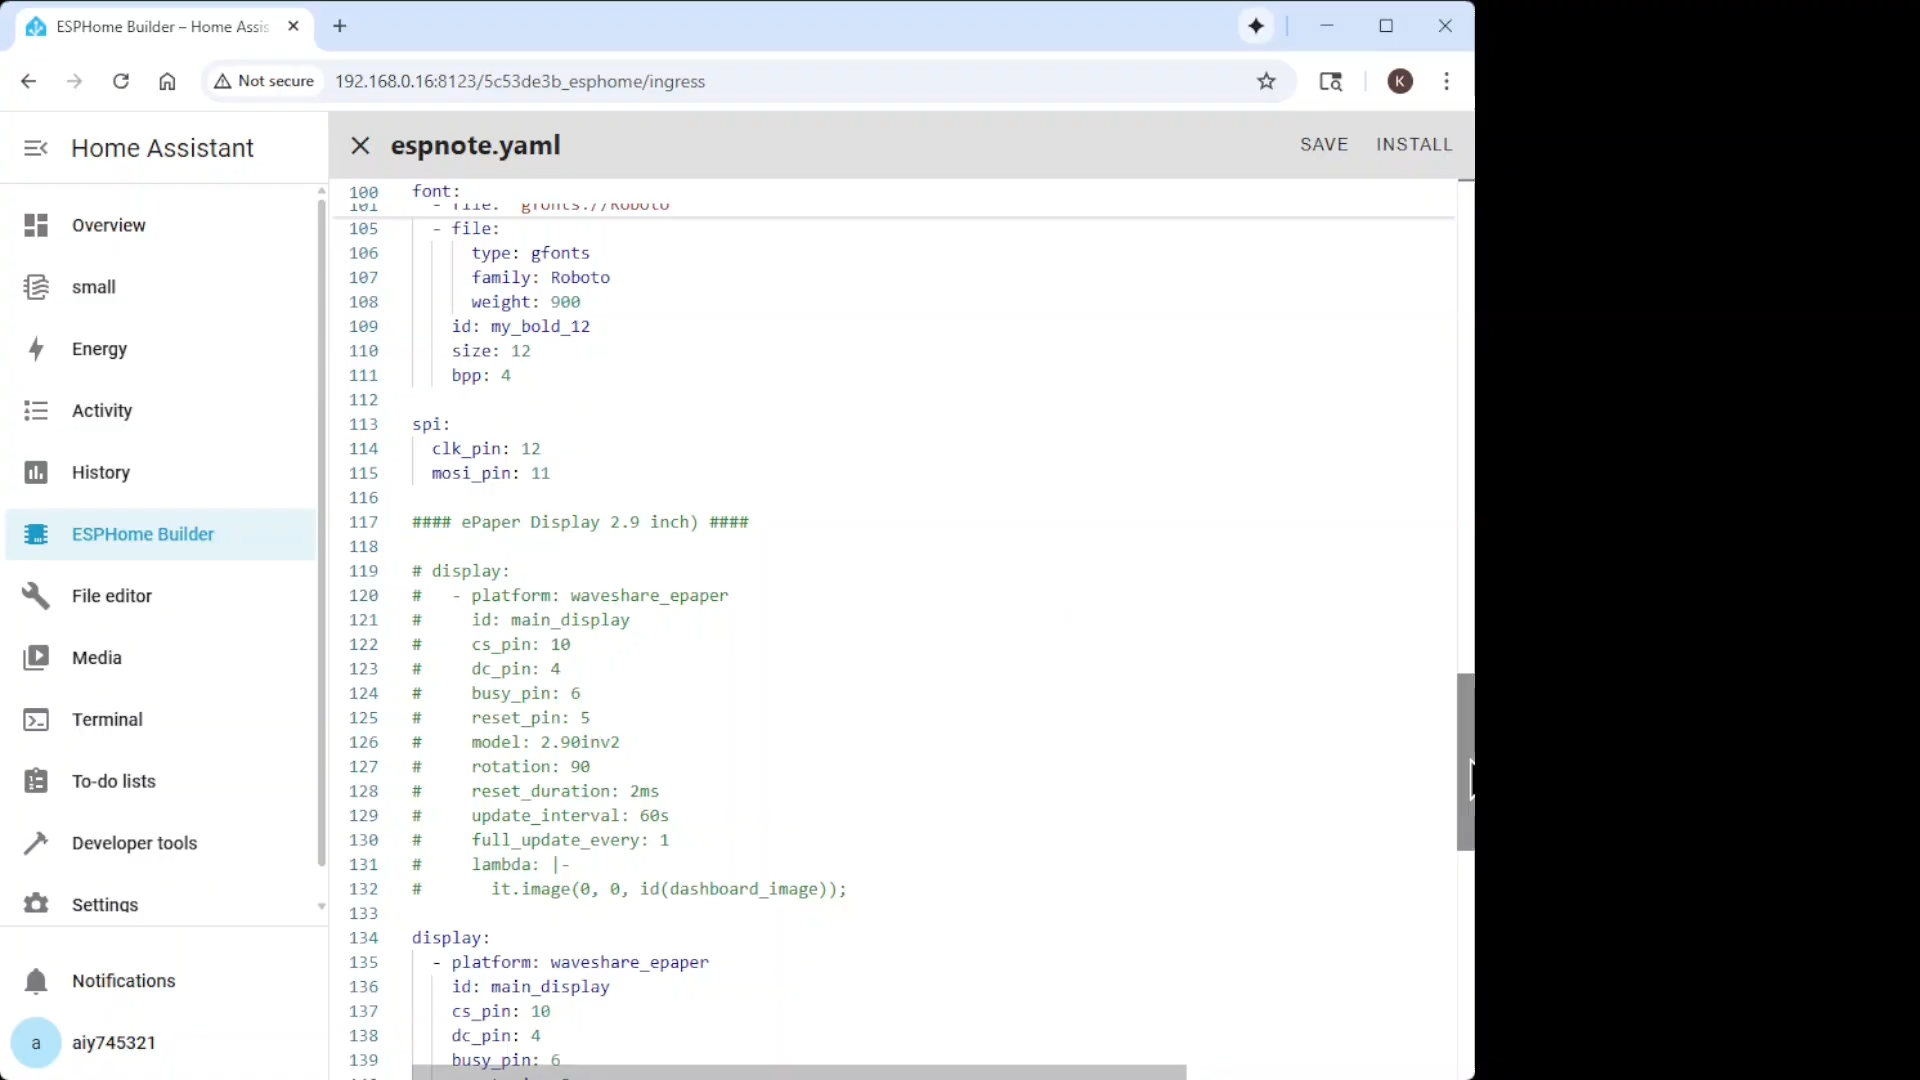 ESPHome Builder – Home Assis
Not secure
192.168.0.16:8123/5c53de3b_esphome/ingress
K
Home Assistant
espnote.yaml
SAVE
INSTALL
Overview
small
Energy
Activity
History
ESPHome Builder
File editor
Media
Terminal
To-do lists
Developer tools
Settings
Notifications
a
aiy745321
100 font:
101 - file: "gfonts://Roboto
105 - file:
106 type: gfonts
107 family: Roboto
108 weight: 900
109 id: my_bold_12
110 size: 12
111 bpp: 4
112
113 spi:
114 clk_pin: 12
115 mosi_pin: 11
116
117 #### ePaper Display 2.9 inch) ####
118
119 # display:
120 # - platform: waveshare_epaper
121 # id: main_display
122 # cs_pin: 10
123 # dc_pin: 4
124 # busy_pin: 6
125 # reset_pin: 5
126 # model: 2.90inv2
127 # rotation: 90
128 # reset_duration: 2ms
129 # update_interval: 60s
130 # full_update_every: 1
131 # lambda: |-
132 # it.image(0, 0, id(dashboard_image));
133
134 display:
135 - platform: waveshare_epaper
136 id: main_display
137 cs_pin: 10
138 dc_pin: 4
139 busy_pin: 6